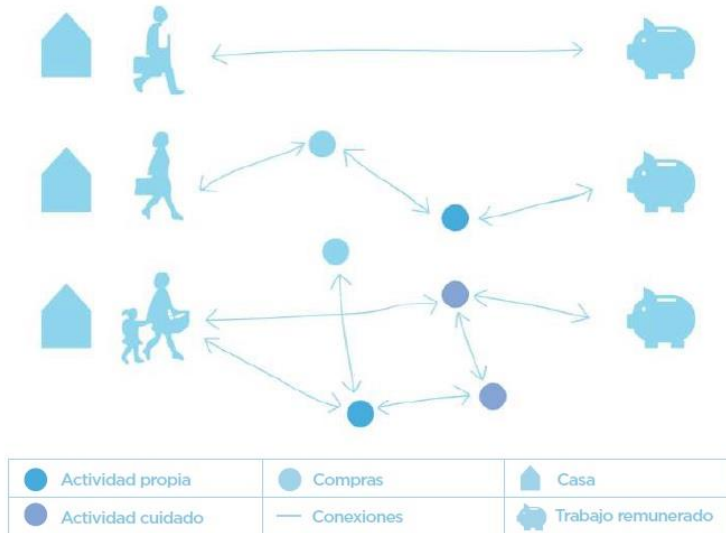 Actividad propia
Compras
Casa
Actividad cuidado
Conexiones
Trabajo remunerado